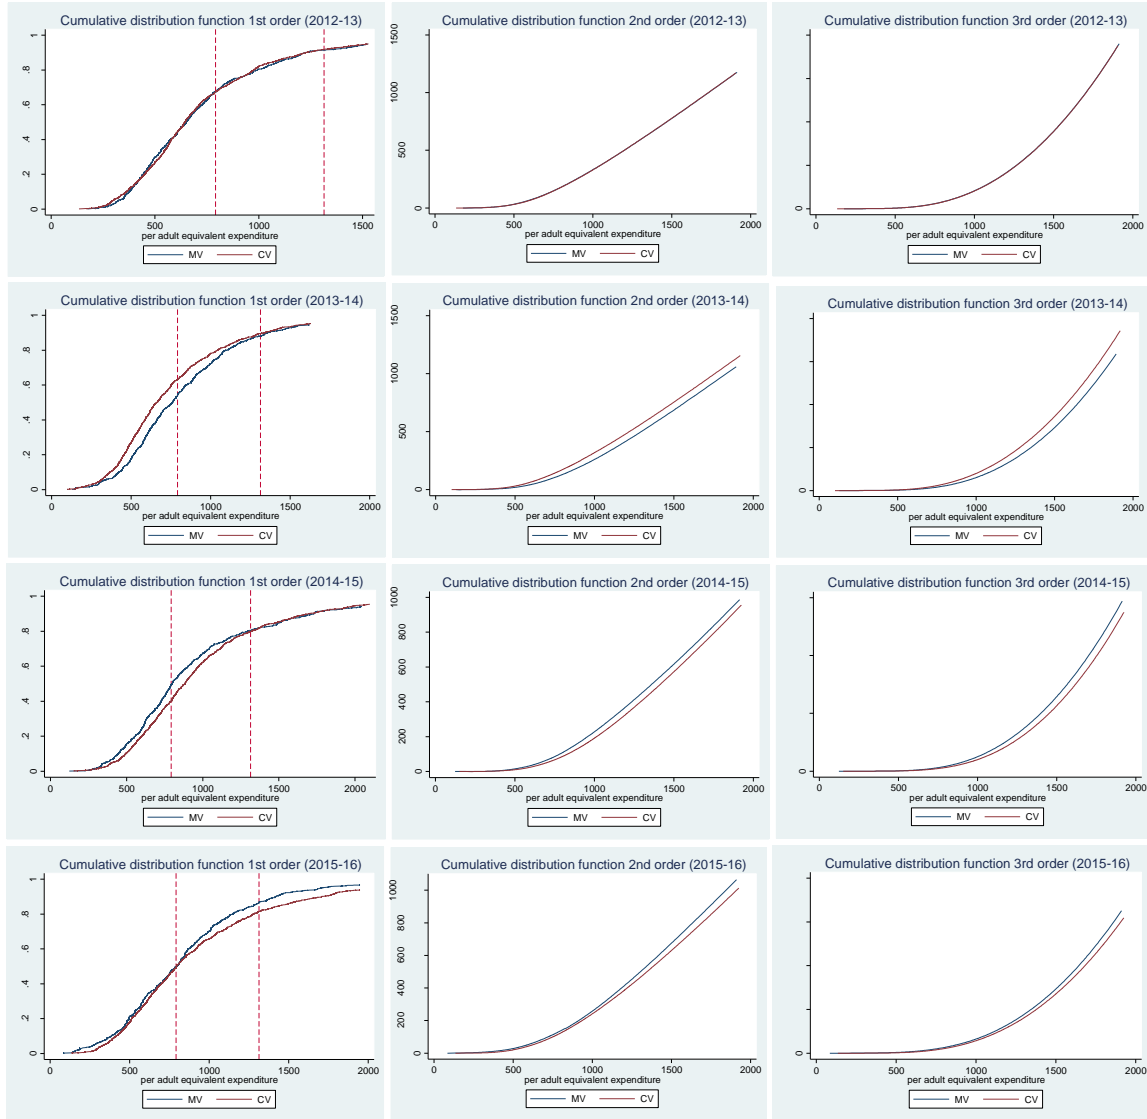 Cumulative distribution function 1st order (2012-13)
1
.8
.6
.4
.2
0
0 500 1000 1500
per adult equivalent expenditure
MV CV
Cumulative distribution function 2nd order (2012-13)
1500
1000
500
0
0 500 1000 1500 2000
per adult equivalent expenditure
MV CV
Cumulative distribution function 3rd order (2012-13)
0
0 500 1000 1500 2000
per adult equivalent expenditure
MV CV
Cumulative distribution function 1st order (2013-14)
1
.8
.6
.4
.2
0
0 500 1000 1500 2000
per adult equivalent expenditure
MV CV
Cumulative distribution function 2nd order (2013-14)
1500
1000
500
0
0 500 1000 1500 2000
per adult equivalent expenditure
MV CV
Cumulative distribution function 3rd order (2013-14)
0
0 500 1000 1500 2000
per adult equivalent expenditure
MV CV
Cumulative distribution function 1st order (2014-15)
1
.8
.6
.4
.2
0
0 500 1000 1500 2000
per adult equivalent expenditure
MV CV
Cumulative distribution function 2nd order (2014-15)
1000
800
600
400
200
0
0 500 1000 1500 2000
per adult equivalent expenditure
MV CV
Cumulative distribution function 3rd order (2014-15)
0
0 500 1000 1500 2000
per adult equivalent expenditure
MV CV
Cumulative distribution function 1st order (2015-16)
1
.8
.6
.4
.2
0
0 500 1000 1500 2000
per adult equivalent expenditure
MV CV
Cumulative distribution function 2nd order (2015-16)
1000
800
600
400
200
0
0 500 1000 1500 2000
per adult equivalent expenditure
MV CV
Cumulative distribution function 3rd order (2015-16)
0
0 500 1000 1500 2000
per adult equivalent expenditure
MV CV